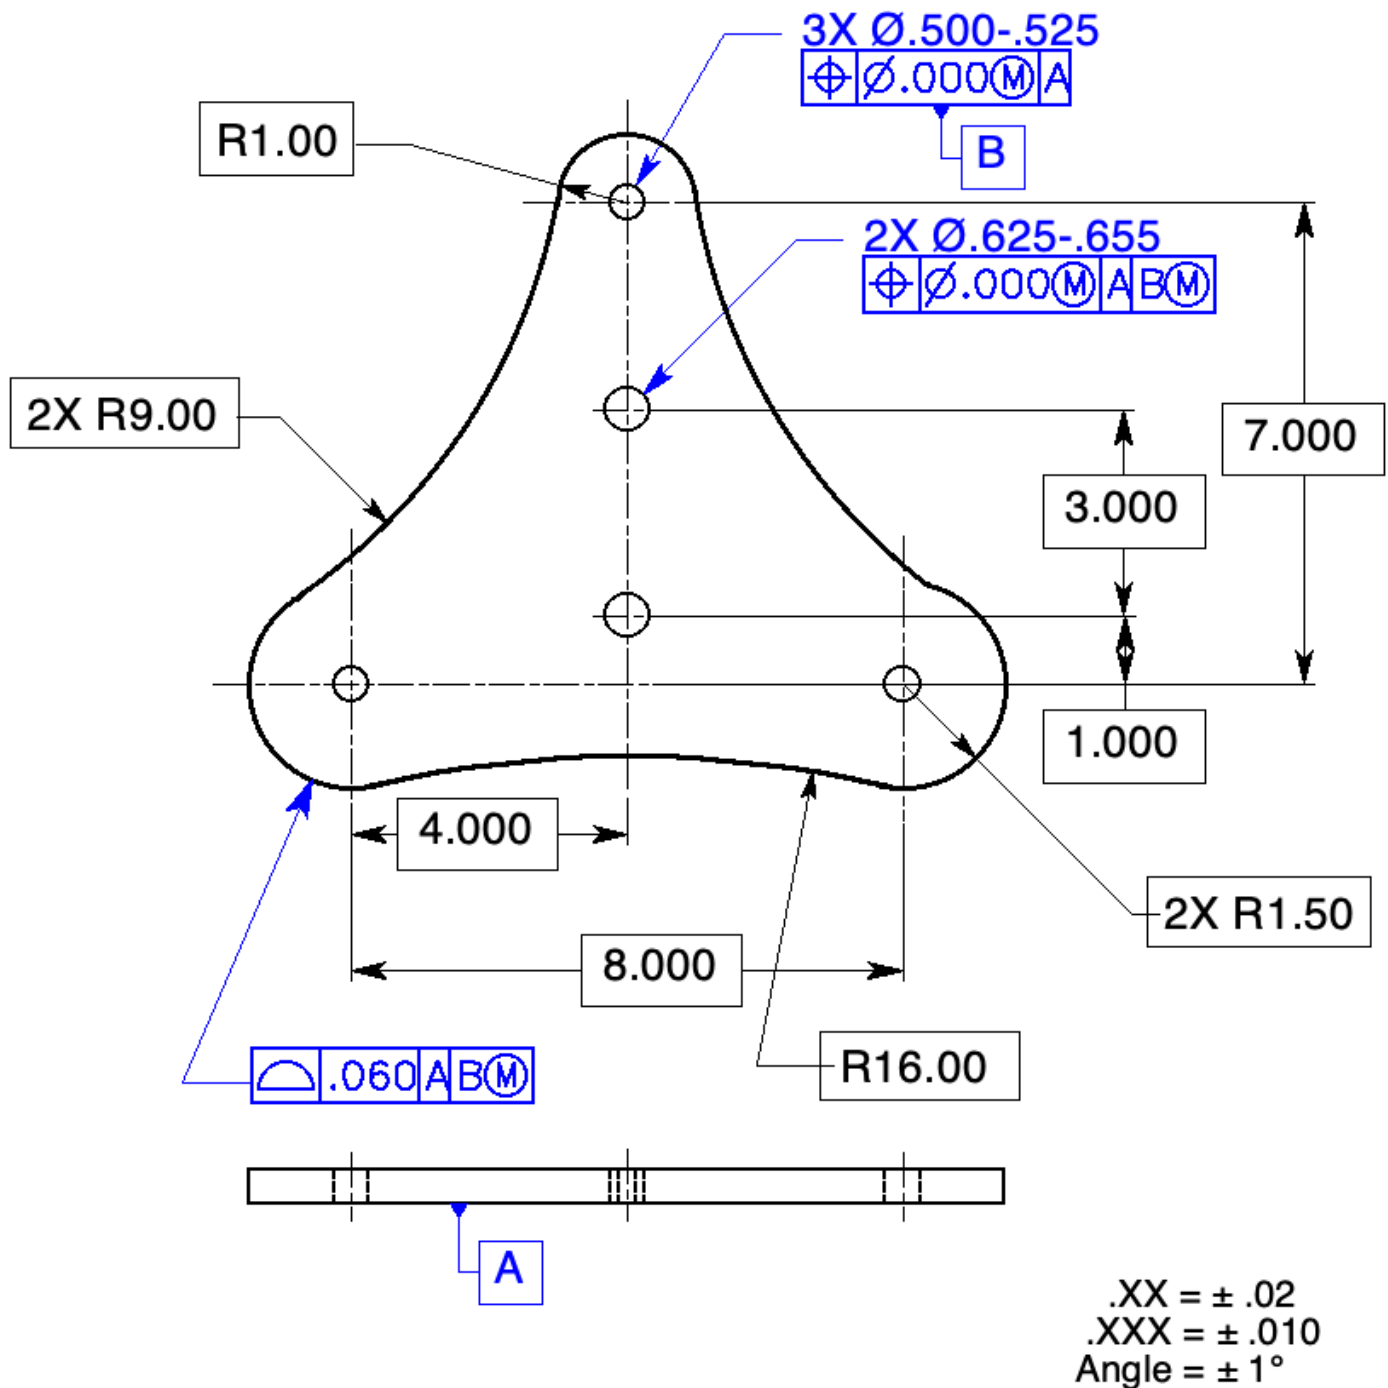 3X Ø.500-.525
⌖ Ø.000Ⓜ A
B
R1.00
2X Ø.625-.655
⌖ Ø.000Ⓜ A BⓂ
2X R9.00
7.000
3.000
1.000
4.000
2X R1.50
8.000
⌓ .060 A BⓂ
R16.00
A
.XX = ± .02
.XXX = ± .010
Angle = ± 1°